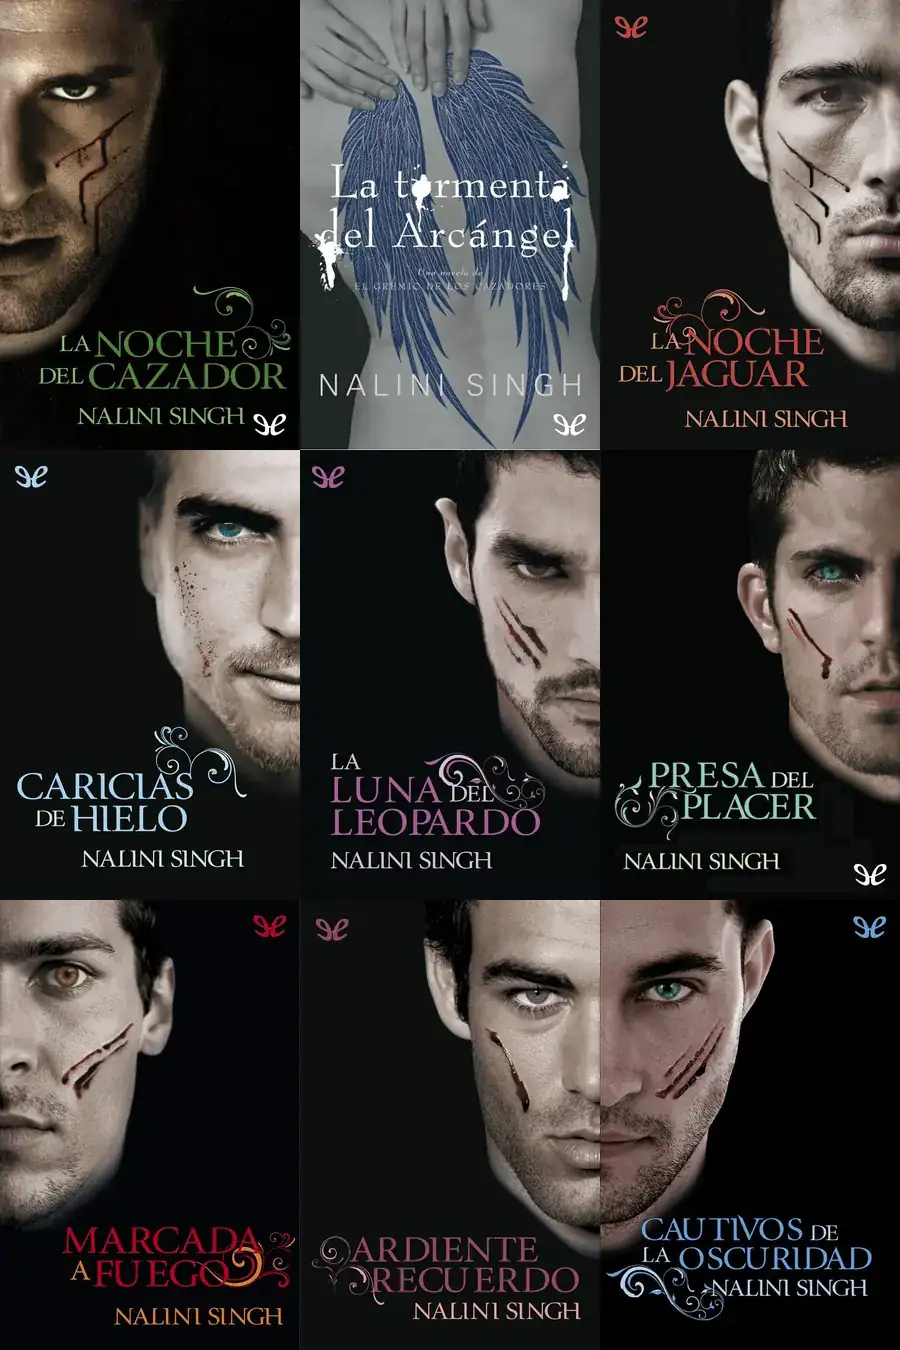 LA NOCHE
DEL CAZADOR
NALINI SINGH
La tormenta
del Arcángel
Una novela de
EL GREMIO DE LOS CAZADORES
NALINI SINGH
LA NOCHE
DEL JAGUAR
NALINI SINGH
CARICIAS
DE HIELO
NALINI SINGH
LA
LUNA DEL
LEOPARDO
NALINI SINGH
PRESA DEL
PLACER
NALINI SINGH
MARCADA
A FUEGO
NALINI SINGH
ARDIENTE
RECUERDO
NALINI SINGH
CAUTIVOS DE
LA OSCURIDAD
NALINI SINGH